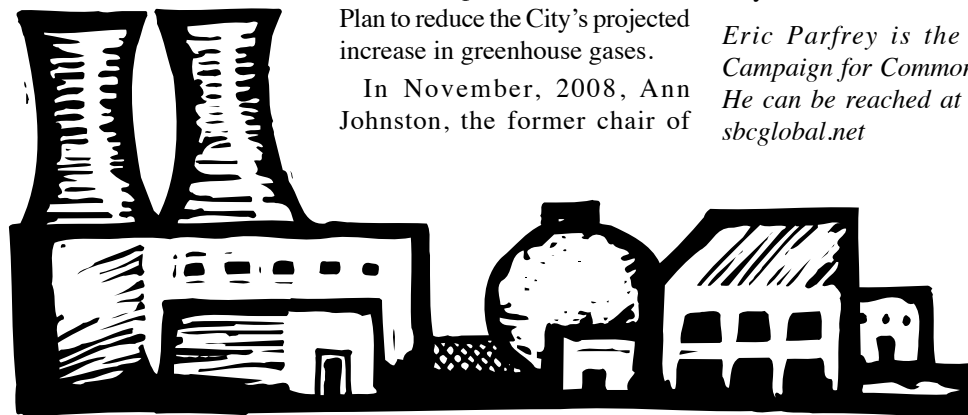 Plan to reduce the City's projected
increase in greenhouse gases.
In November, 2008, Ann
Johnston, the former chair of
Eric Parfrey is the
Campaign for Common
He can be reached at
sbcglobal.net